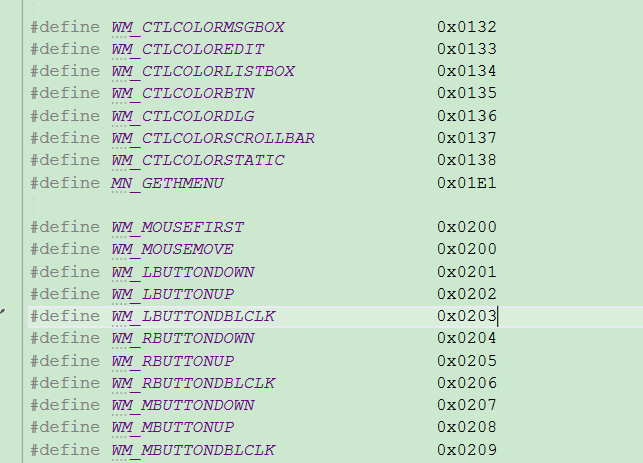 #define WM_CTLCOLORMSGBOX 0x0132
#define WM_CTLCOLOREDIT 0x0133
#define WM_CTLCOLORLISTBOX 0x0134
#define WM_CTLCOLORBTN 0x0135
#define WM_CTLCOLORDLG 0x0136
#define WM_CTLCOLORSCROLLBAR 0x0137
#define WM_CTLCOLORSTATIC 0x0138
#define MN_GETHMENU 0x01E1
#define WM_MOUSEFIRST 0x0200
#define WM_MOUSEMOVE 0x0200
#define WM_LBUTTONDOWN 0x0201
#define WM_LBUTTONUP 0x0202
#define WM_LBUTTONDBLCLK 0x0203
#define WM_RBUTTONDOWN 0x0204
#define WM_RBUTTONUP 0x0205
#define WM_RBUTTONDBLCLK 0x0206
#define WM_MBUTTONDOWN 0x0207
#define WM_MBUTTONUP 0x0208
#define WM_MBUTTONDBLCLK 0x0209